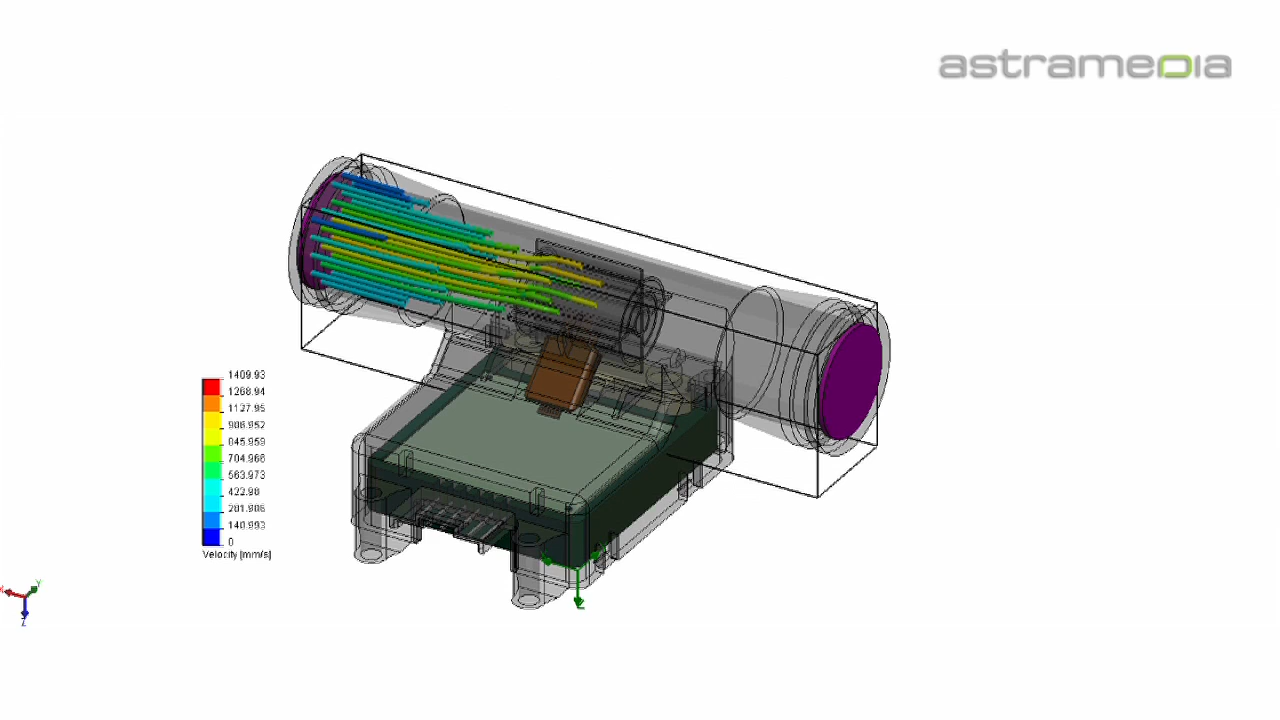 astramedia
1409.93
1268.94
1127.95
986.952
845.959
704.966
563.973
422.98
281.986
140.993
0
Velocity [mm/s]
Y
X
Z
Z